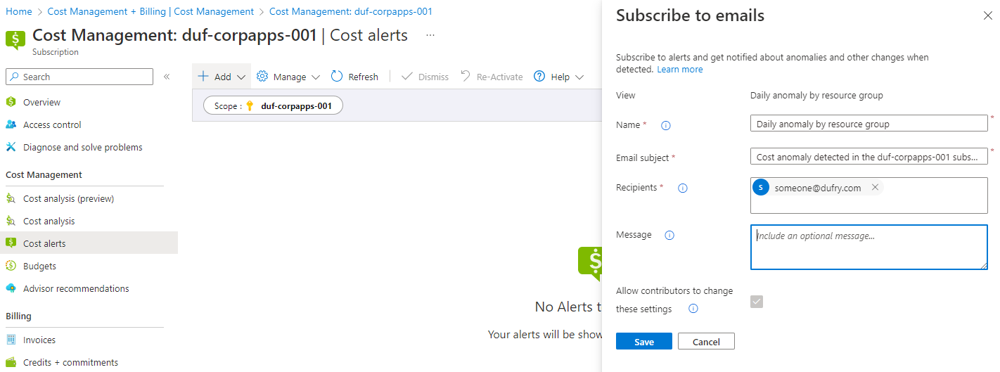 Home > Cost Management + Billing | Cost Management > Cost Management: duf-corpapps-001
Cost Management: duf-corpapps-001 | Cost alerts ...
Subscription
Search
Overview
Access control
Diagnose and solve problems
Cost Management
Cost analysis (preview)
Cost analysis
Cost alerts
Budgets
Advisor recommendations
Billing
Invoices
Credits + commitments
Add Manage Refresh Dismiss Re-Activate Help
Scope : duf-corpapps-001
No Alerts t
Your alerts will be show
Subscribe to emails
Subscribe to alerts and get notified about anomalies and other changes when
detected. Learn more
View Daily anomaly by resource group
Name * Daily anomaly by resource group *
Email subject * Cost anomaly detected in the duf-corpapps-001 subs... *
Recipients * S someone@dufry.com
Message Include an optional message...
Allow contributors to change
these settings
Save Cancel